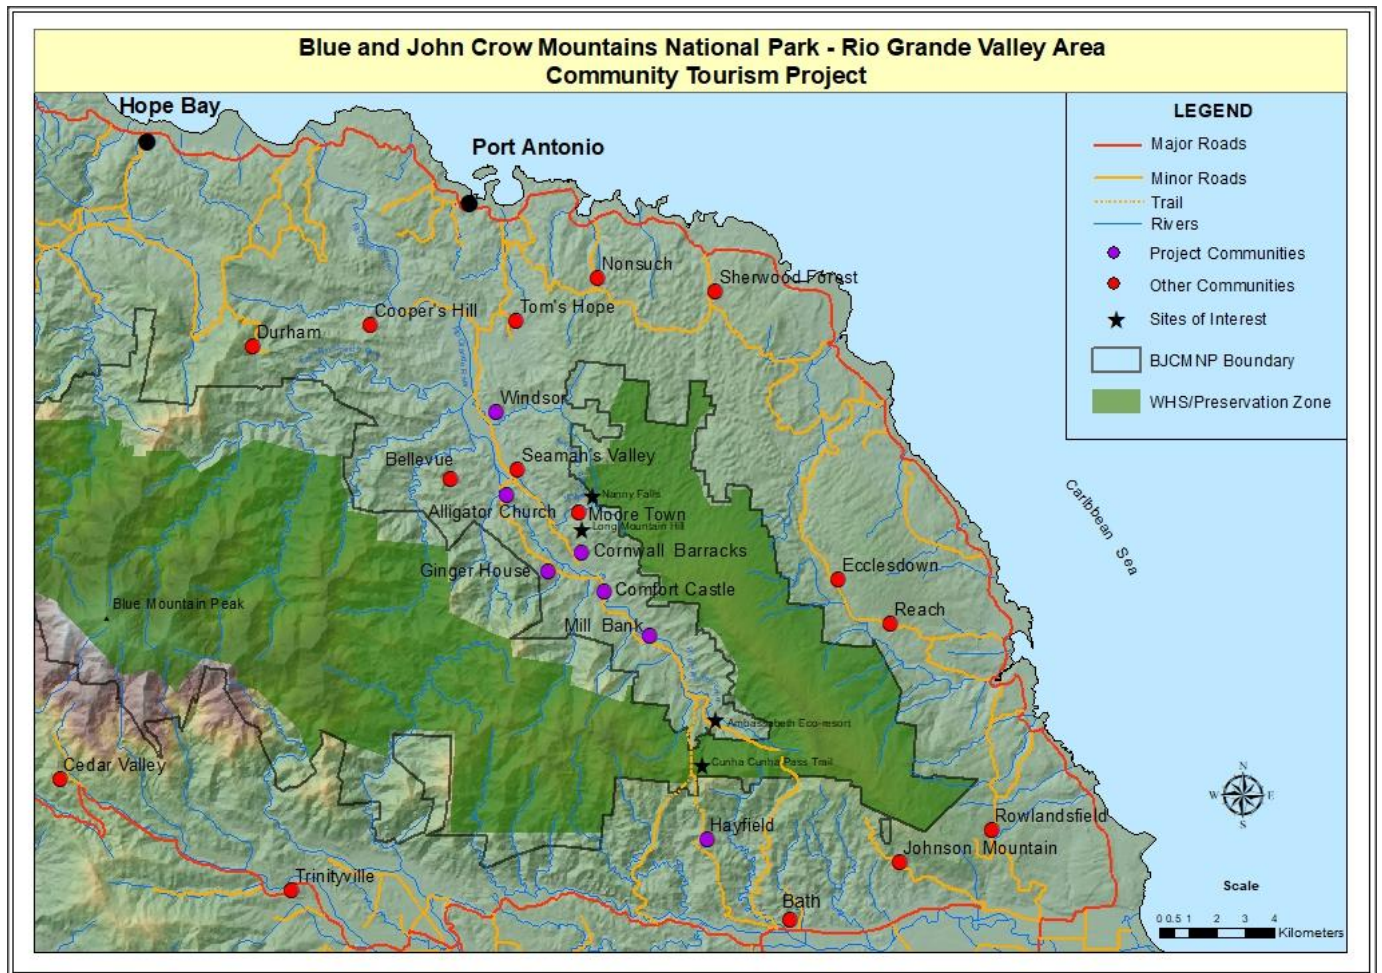 Blue and John Crow Mountains National Park - Rio Grande Valley Area
Community Tourism Project
Hope Bay
Port Antonio
LEGEND
Major Roads
Minor Roads
Trail
Rivers
Project Communities
Other Communities
Sites of Interest
BJCMNP Boundary
WHS/Preservation Zone
Nonsuch
Sherwood Forest
Cooper's Hill
Tom's Hope
Durham
Windsor
Bellevue
Seaman's Valley
Nanny Falls
Alligator Church
Moore Town
Long Mountain Hill
Cornwall Barracks
Ginger House
Comfort Castle
Mill Bank
Ecclesdown
Reach
Caribbean Sea
Blue Mountain Peak
Ambassabeth Eco-resort
Cunha Cunha Pass Trail
Cedar Valley
Hayfield
Rowlandsfield
Johnson Mountain
Trinityville
Bath
N
W E
S
Scale
0 0.5 1 2 3 4
Kilometers